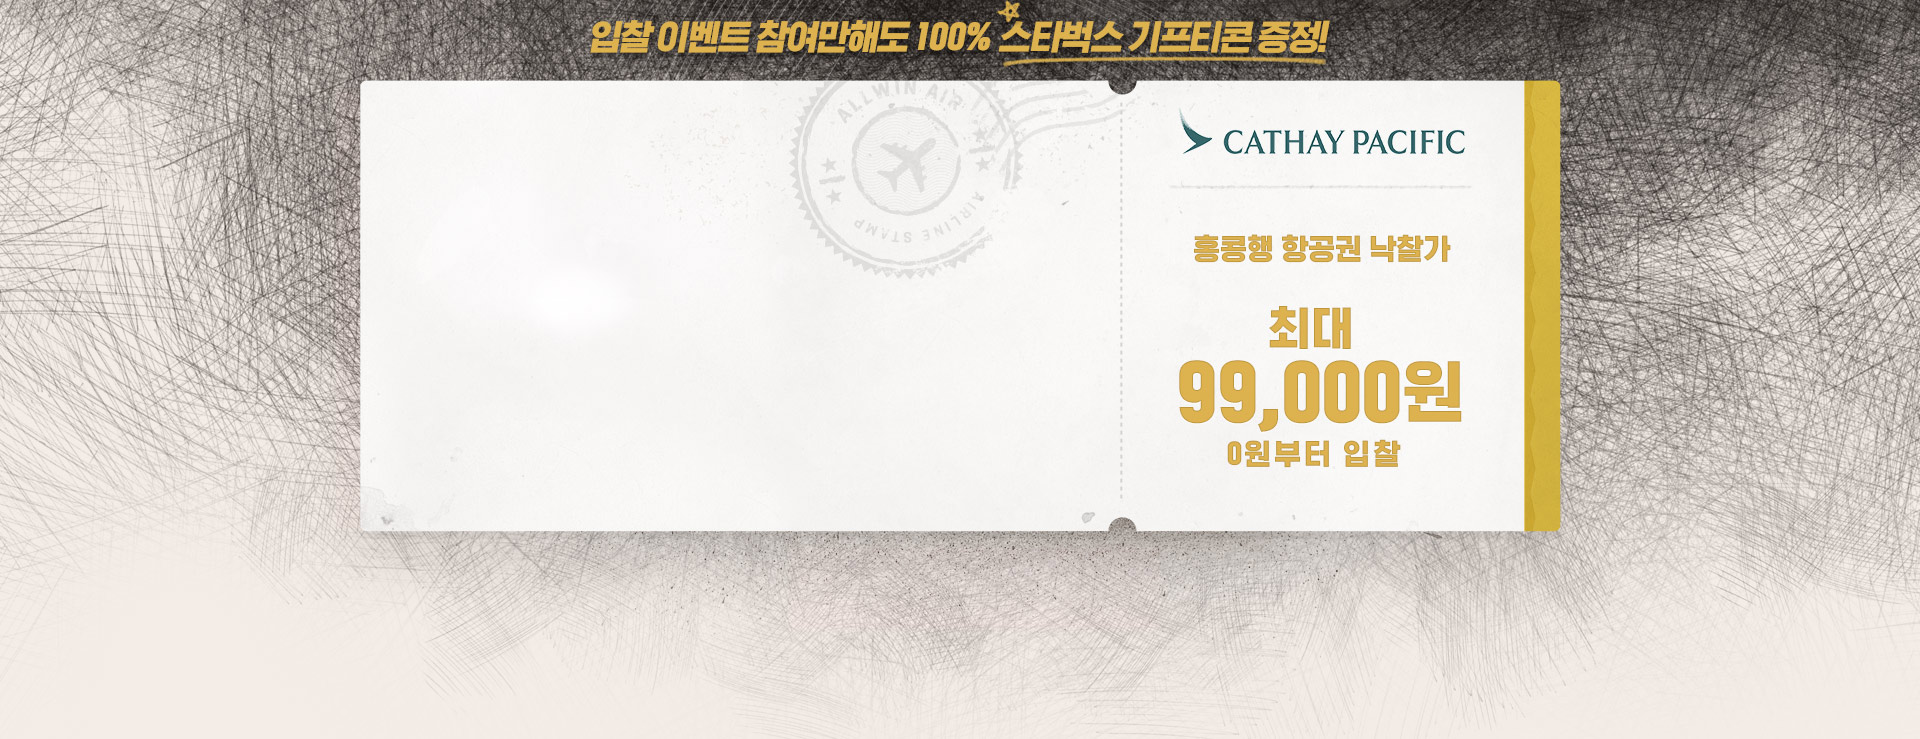 입찰 이벤트 참여만해도 100% 스타벅스 기프티콘 증정!
ALLWIN AIR
AIRLINE STAMP
CATHAY PACIFIC
홍콩행 항공권 낙찰가
최대
99,000원
0원부터 입찰